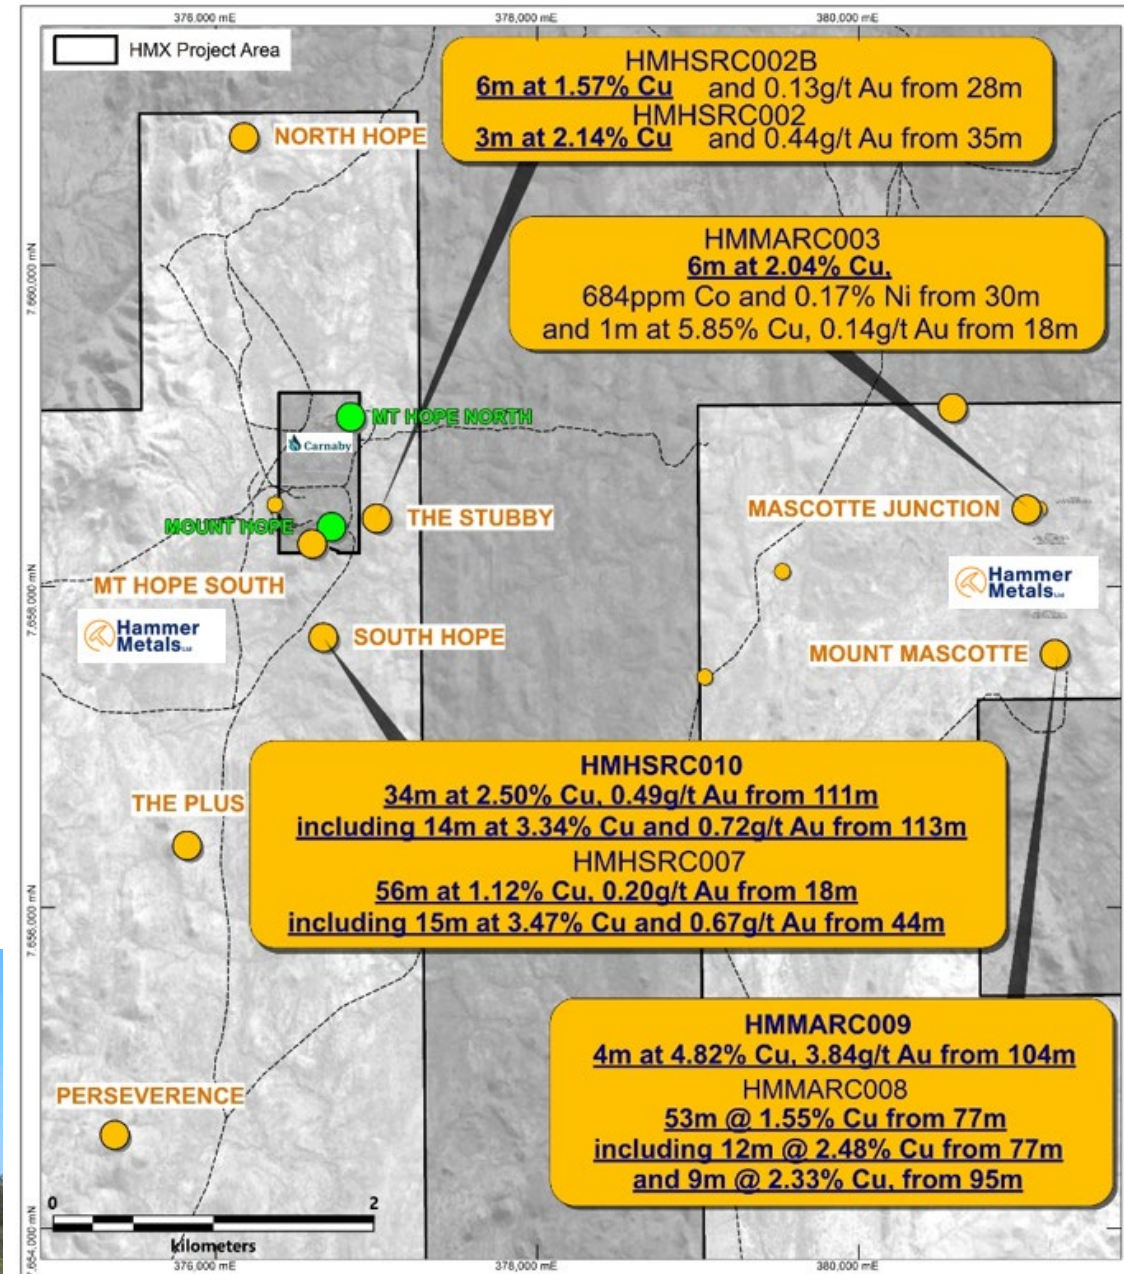 376,000 mE
378,000 mE
380,000 mE
HMX Project Area
HMHSRC002B
6m at 1.57% Cu and 0.13g/t Au from 28m
HMHSRC002
3m at 2.14% Cu and 0.44g/t Au from 35m
NORTH HOPE
HMMARC003
6m at 2.04% Cu,
684ppm Co and 0.17% Ni from 30m
and 1m at 5.85% Cu, 0.14g/t Au from 18m
7,660,000 mN
MT HOPE NORTH
Carnaby
MASCOTTE JUNCTION
THE STUBBY
MOUNT HOPE
MT HOPE SOUTH
Hammer
Metals Ltd
7,658,000 mN
Hammer
Metals Ltd
SOUTH HOPE
MOUNT MASCOTTE
HMHSRC010
34m at 2.50% Cu, 0.49g/t Au from 111m
including 14m at 3.34% Cu and 0.72g/t Au from 113m
HMHSRC007
56m at 1.12% Cu, 0.20g/t Au from 18m
including 15m at 3.47% Cu and 0.67g/t Au from 44m
THE PLUS
7,656,000 mN
HMMARC009
4m at 4.82% Cu, 3.84g/t Au from 104m
HMMARC008
53m @ 1.55% Cu from 77m
including 12m @ 2.48% Cu from 77m
and 9m @ 2.33% Cu, from 95m
PERSEVERENCE
0 2
kilometers
7,654,000 mN
376,000 mE
378,000 mE
380,000 mE